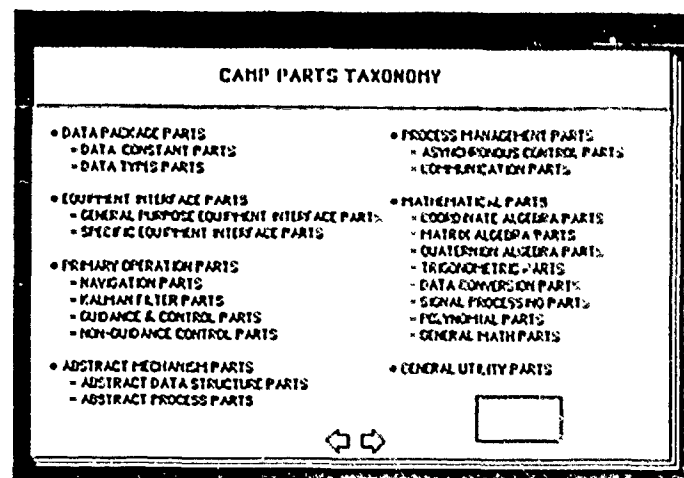 CAMP PARTS TAXONOMY
• DATA PACKAGE PARTS
- DATA CONSTANT PARTS
- DATA TYPES PARTS
• EQUIPMENT INTERFACE PARTS
- GENERAL PURPOSE EQUIPMENT INTERFACE PARTS
- SPECIFIC EQUIPMENT INTERFACE PARTS
• PRIMARY OPERATION PARTS
- NAVIGATION PARTS
- KALMAN FILTER PARTS
- GUIDANCE & CONTROL PARTS
- NON-GUIDANCE CONTROL PARTS
• ABSTRACT MECHANISM PARTS
- ABSTRACT DATA STRUCTURE PARTS
- ABSTRACT PROCESS PARTS
• PROCESS MANAGEMENT PARTS
- ASYNCHRONOUS CONTROL PARTS
- COMMUNICATION PARTS
• MATHEMATICAL PARTS
- COORDINATE ALGEBRA PARTS
- MATRIX ALGEBRA PARTS
- QUATERNION ALGEBRA PARTS
- TRIGONOMETRIC PARTS
- DATA CONVERSION PARTS
- SIGNAL PROCESSING PARTS
- POLYNOMIAL PARTS
- GENERAL MATH PARTS
• GENERAL UTILITY PARTS